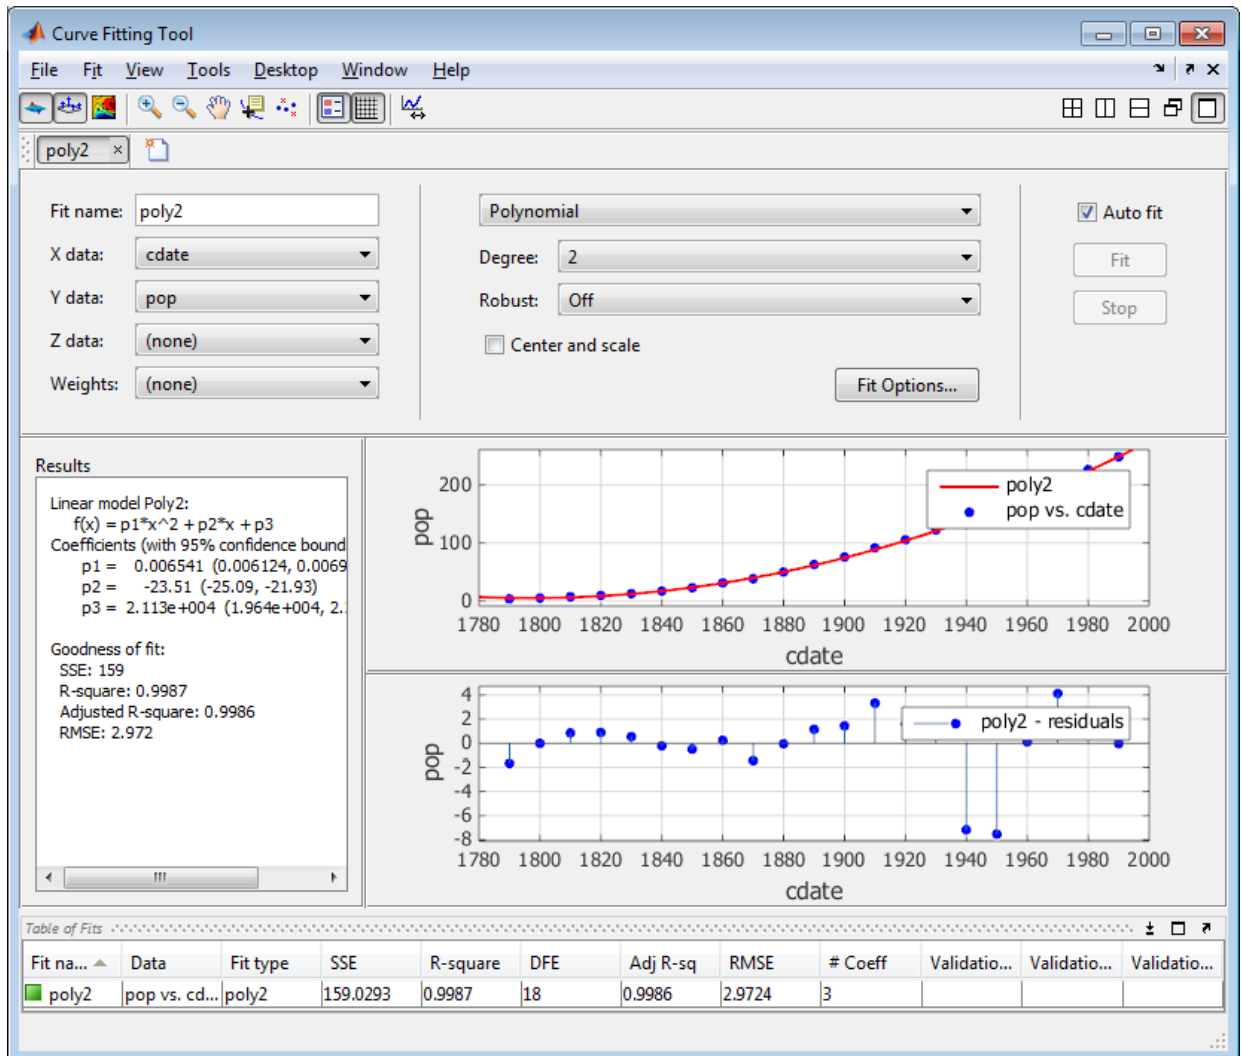 Curve Fitting Tool
File Fit View Tools Desktop Window Help
poly2
Fit name: poly2
X data: cdate
Y data: pop
Z data: (none)
Weights: (none)
Polynomial
Degree: 2
Robust: Off
Center and scale
Fit Options...
Auto fit
Fit
Stop
Results
Linear model Poly2:
f(x) = p1*x^2 + p2*x + p3
Coefficients (with 95% confidence bound
p1 = 0.006541 (0.006124, 0.0069
p2 = -23.51 (-25.09, -21.93)
p3 = 2.113e+004 (1.964e+004, 2.
Goodness of fit:
SSE: 159
R-square: 0.9987
Adjusted R-square: 0.9986
RMSE: 2.972
200
100
0
pop
poly2
pop vs. cdate
1780 1800 1820 1840 1860 1880 1900 1920 1940 1960 1980 2000
cdate
4
2
0
-2
-4
-6
-8
pop
poly2 - residuals
1780 1800 1820 1840 1860 1880 1900 1920 1940 1960 1980 2000
cdate
Table of Fits
Fit na... Data Fit type SSE R-square DFE Adj R-sq RMSE # Coeff Validatio... Validatio... Validatio...
poly2 pop vs. cd... poly2 159.0293 0.9987 18 0.9986 2.9724 3